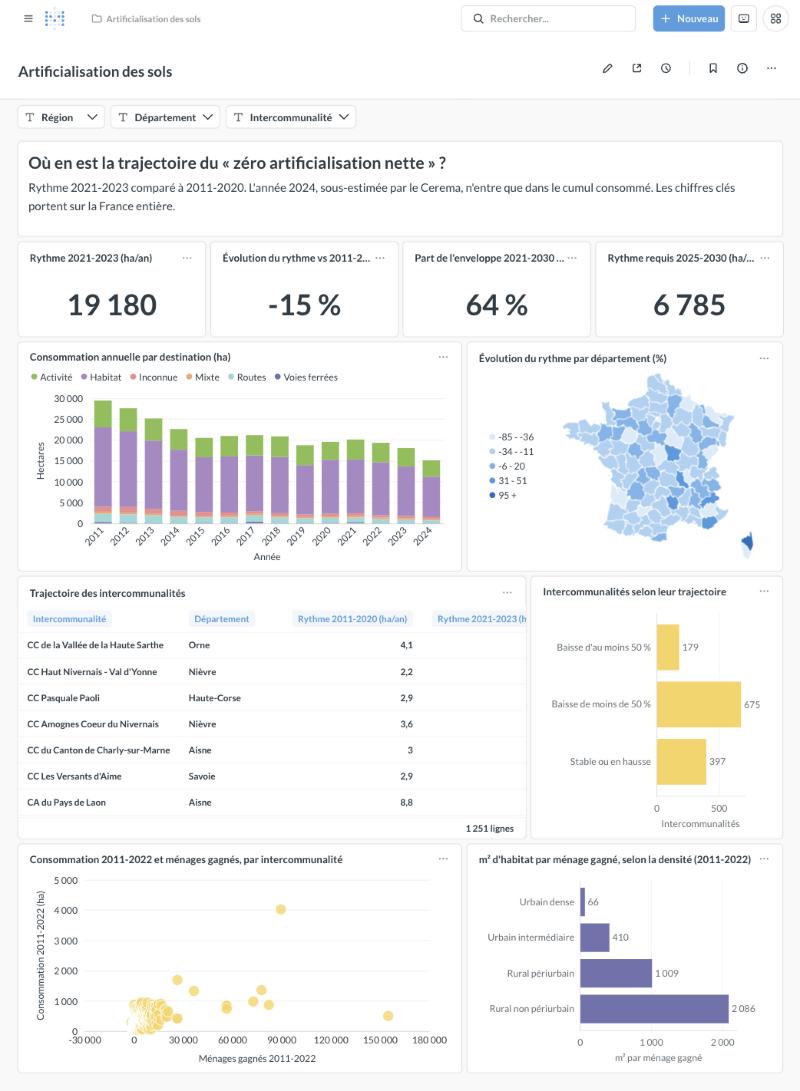 Artificialisation des sols
Rechercher...
Nouveau
Artificialisation des sols
Région
Département
Intercommunalité
Où en est la trajectoire du « zéro artificialisation nette » ?
Rythme 2021-2023 comparé à 2011-2020. L'année 2024, sous-estimée par le Cerema, n'entre que dans le cumul consommé. Les chiffres clés
portent sur la France entière.
Rythme 2021-2023 (ha/an)
19 180
Évolution du rythme vs 2011-2...
-15 %
Part de l'enveloppe 2021-2030 ...
64 %
Rythme requis 2025-2030 (ha/...
6 785
Consommation annuelle par destination (ha)
Activité Habitat Inconnue Mixte Routes Voies ferrées
Hectares
30 000
25 000
20 000
15 000
10 000
5 000
0
2011 2012 2013 2014 2015 2016 2017 2018 2019 2020 2021 2022 2023 2024
Année
Évolution du rythme par département (%)
-85 - -36
-34 - -11
-6 - 20
31 - 51
95 +
Trajectoire des intercommunalités
Intercommunalité Département Rythme 2011-2020 (ha/an) Rythme 2021-2023 (h
CC de la Vallée de la Haute Sarthe Orne 4,1
CC Haut Nivernais - Val d'Yonne Nièvre 2,2
CC Pasquale Paoli Haute-Corse 2,9
CC Amognes Coeur du Nivernais Nièvre 3,6
CC du Canton de Charly-sur-Marne Aisne 3
CC Les Versants d'Aime Savoie 2,9
CA du Pays de Laon Aisne 8,8
1 251 lignes
Intercommunalités selon leur trajectoire
Baisse d'au moins 50 % 179
Baisse de moins de 50 % 675
Stable ou en hausse 397
0 500
Intercommunalités
Consommation 2011-2022 et ménages gagnés, par intercommunalité
Consommation 2011-2022 (ha)
5 000
4 000
3 000
2 000
1 000
0
-30 000 0 30 000 60 000 90 000 120 000 150 000 180 000
Ménages gagnés 2011-2022
m² d'habitat par ménage gagné, selon la densité (2011-2022)
Urbain dense 66
Urbain intermédiaire 410
Rural périurbain 1 009
Rural non périurbain 2 086
0 1 000 2 000
m² par ménage gagné